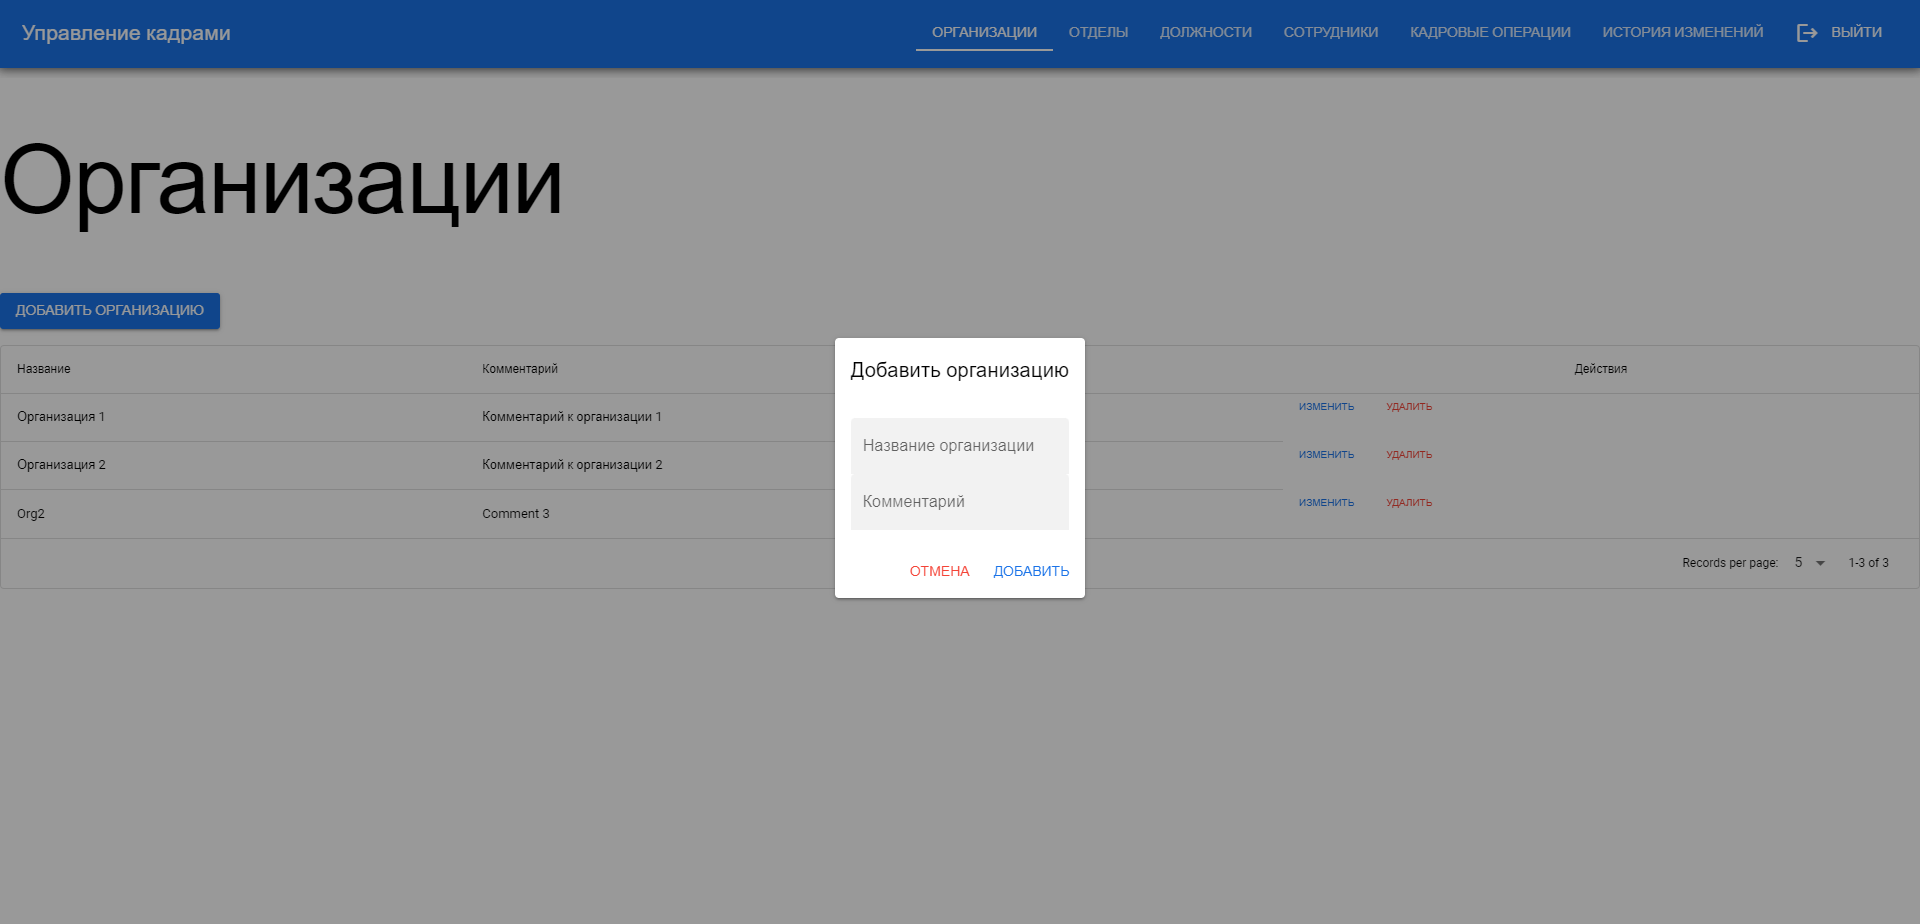 Управление кадрами
ОРГАНИЗАЦИИ ОТДЕЛЫ ДОЛЖНОСТИ СОТРУДНИКИ КАДРОВЫЕ ОПЕРАЦИИ ИСТОРИЯ ИЗМЕНЕНИЙ ВЫЙТИ
Организации
ДОБАВИТЬ ОРГАНИЗАЦИЮ
Название Комментарий Действия
Организация 1 Комментарий к организации 1 ИЗМЕНИТЬ УДАЛИТЬ
Организация 2 Комментарий к организации 2 ИЗМЕНИТЬ УДАЛИТЬ
Org2 Comment 3 ИЗМЕНИТЬ УДАЛИТЬ
Records per page: 5 1-3 of 3
Добавить организацию
Название организации
Комментарий
ОТМЕНА ДОБАВИТЬ